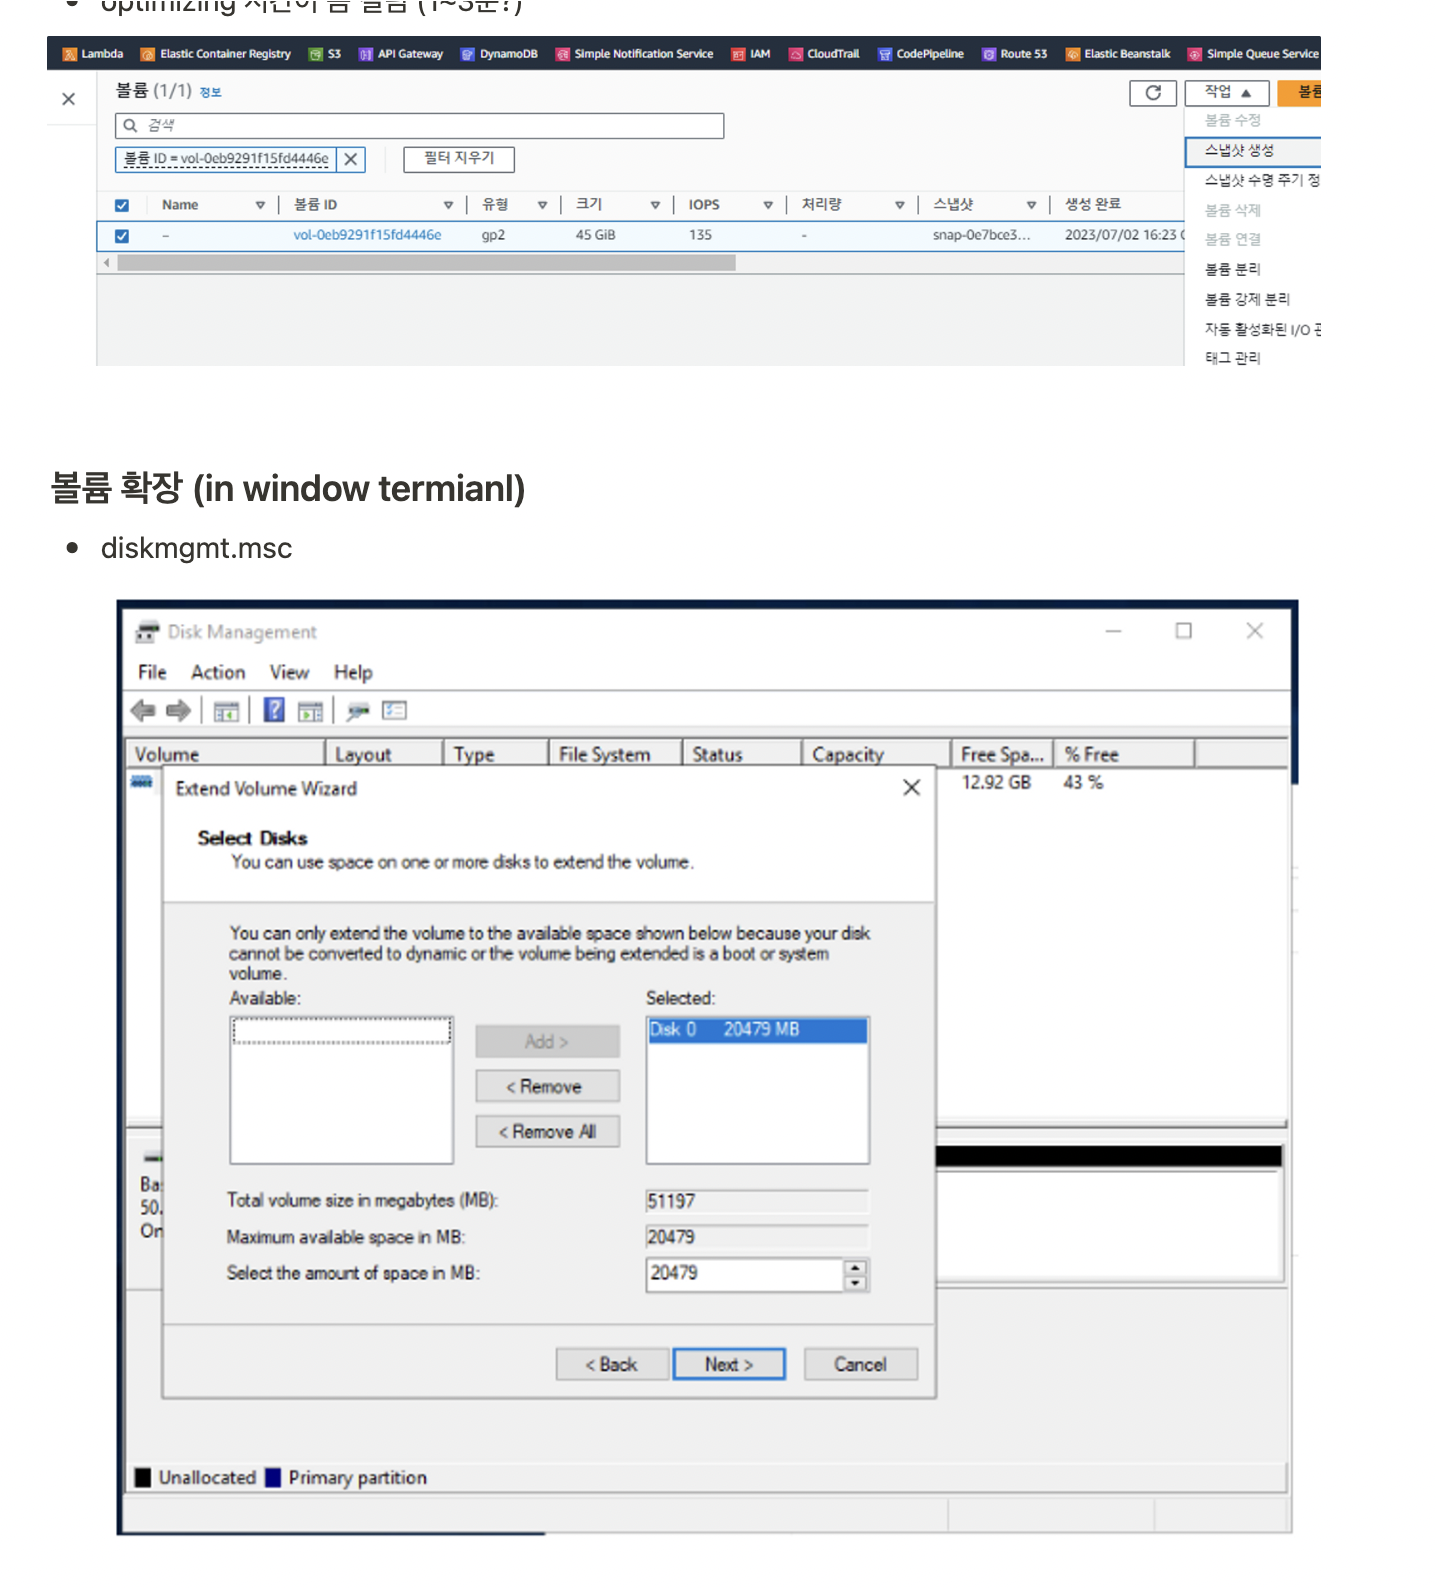 optimizing 시간이 좀 걸림 (1~3분?)
Lambda Elastic Container Registry S3 API Gateway DynamoDB Simple Notification Service IAM CloudTrail CodePipeline Route 53 Elastic Beanstalk Simple Queue Service
볼륨 (1/1) 정보
작업
검색
볼륨 수정
볼륨 ID = vol-0eb9291f15fd4446e
필터 지우기
스냅샷 생성
스냅샷 수명 주기
Name 볼륨 ID 유형 크기 IOPS 처리량 스냅샷 생성 완료
볼륨 삭제
– vol-0eb9291f15fd4446e gp2 45 GiB 135 - snap-0e7bce3... 2023/07/02 16:23
볼륨 연결
볼륨 분리
볼륨 강제 분리
자동 활성화된 I/O
태그 관리
볼륨 확장 (in window termianl)
diskmgmt.msc
Disk Management
File Action View Help
Volume Layout Type File System Status Capacity Free Spa... % Free
12.92 GB 43 %
Extend Volume Wizard
Select Disks
You can use space on one or more disks to extend the volume.
You can only extend the volume to the available space shown below because your disk
cannot be converted to dynamic or the volume being extended is a boot or system
volume.
Available:
Selected:
Disk 0 20479 MB
Add >
< Remove
< Remove All
Ba
50.
On
Total volume size in megabytes (MB): 51197
Maximum available space in MB: 20479
Select the amount of space in MB: 20479
< Back Next > Cancel
Unallocated Primary partition